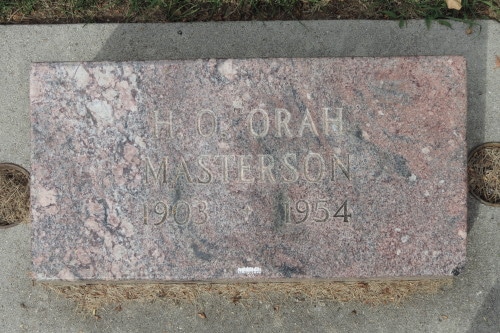 H. O. ORAH
MASTERSON
1903 1954